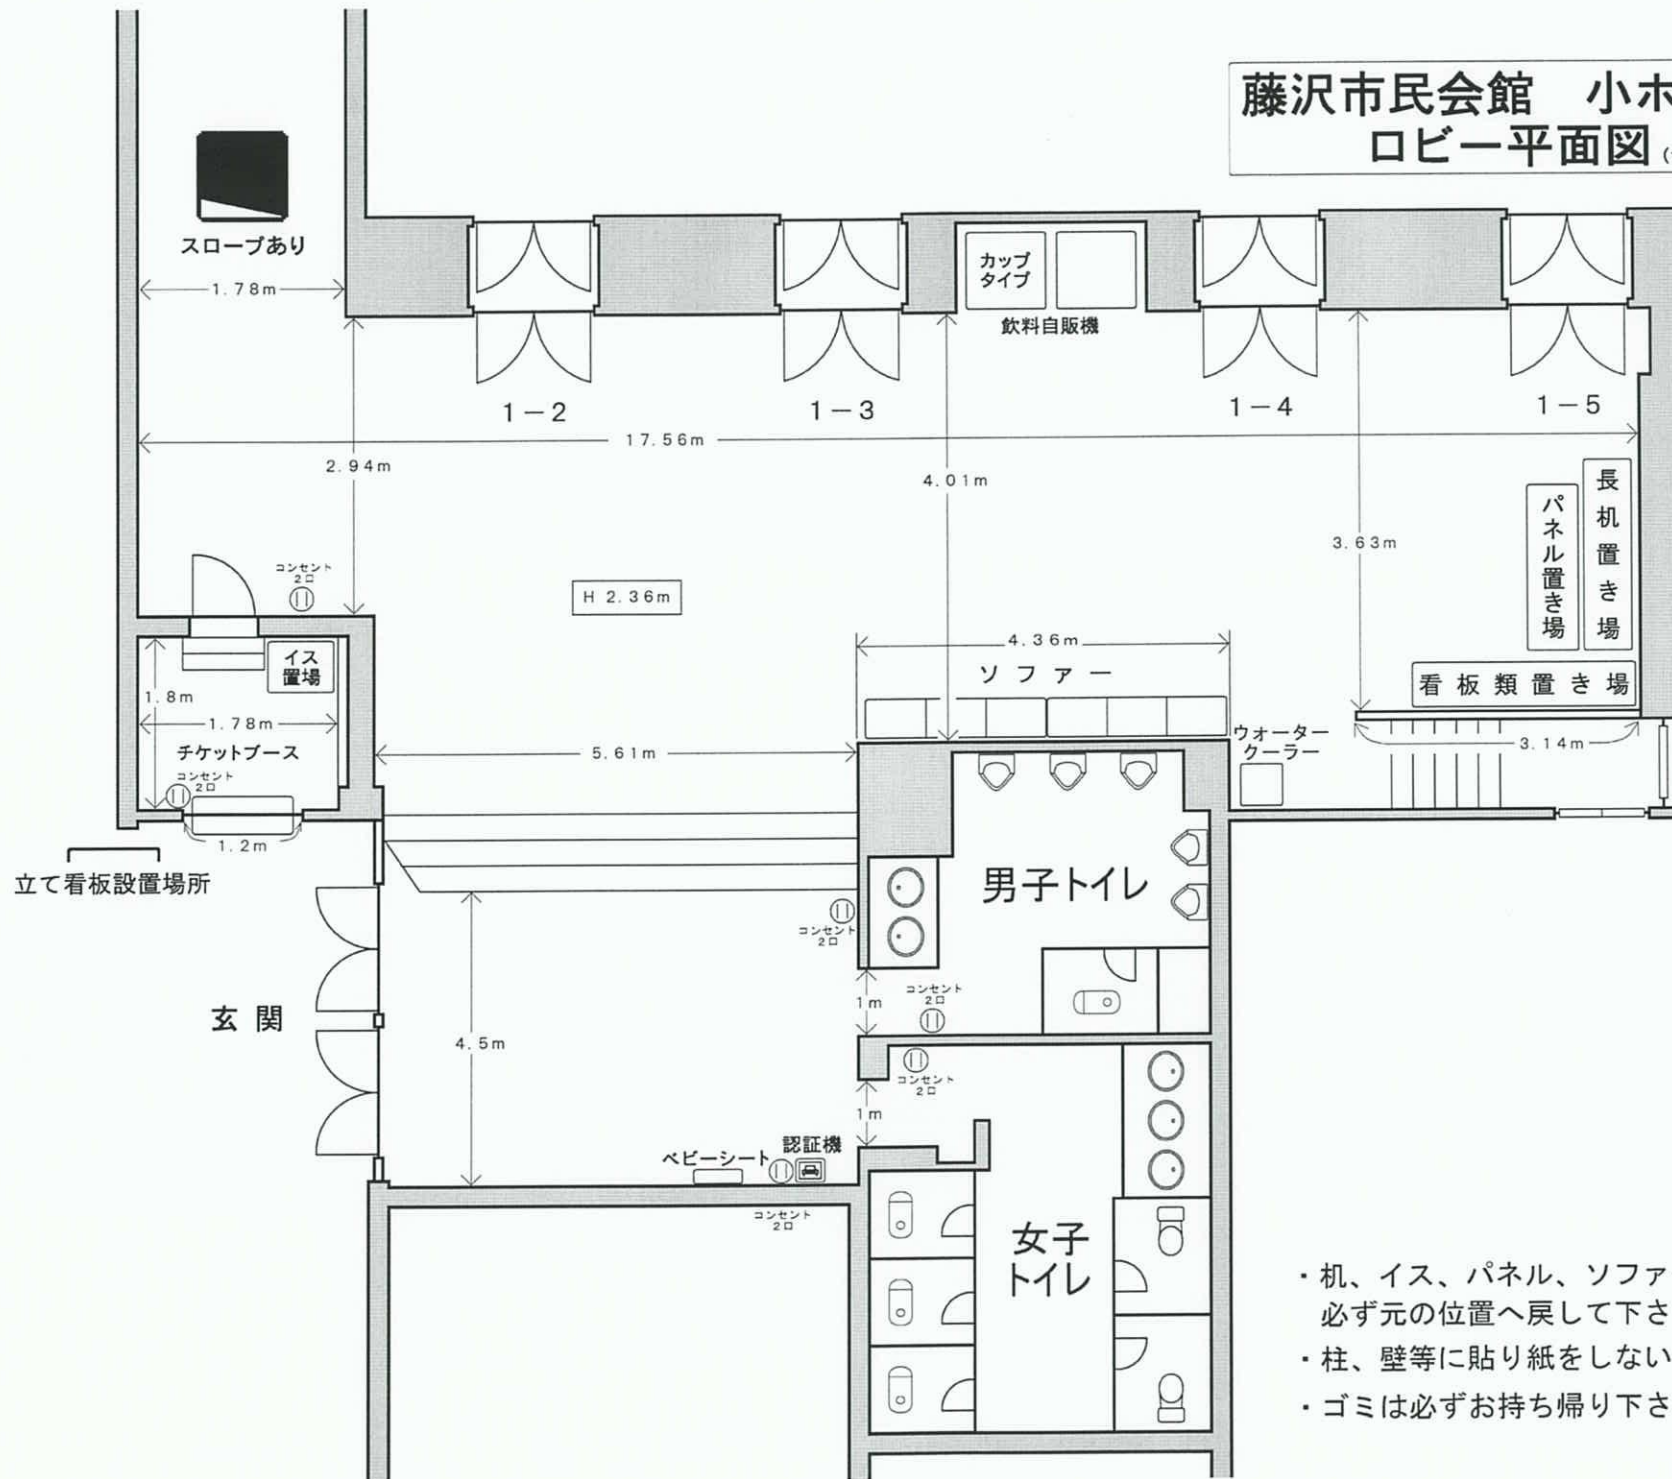 藤沢市民会館　小ホ
ロビー平面図
スロープあり
1.78m
カップ
タイプ
飲料自販機
1－2
1－3
1－4
1－5
17.56m
2.94m
4.01m
3.63m
長机置き場
パネル置き場
看板類置き場
コンセント
2口
H 2.36m
4.36m
ソファー
イス
置場
1.8m
1.78m
チケットブース
コンセント
2口
1.2m
5.61m
ウォーター
クーラー
3.14m
立て看板設置場所
男子トイレ
コンセント
2口
1m
コンセント
2口
玄関
4.5m
コンセント
2口
1m
ベビーシート
認証機
コンセント
2口
女子
トイレ
・机、イス、パネル、ソファ
必ず元の位置へ戻して下さ
・柱、壁等に貼り紙をしない
・ゴミは必ずお持ち帰り下さ